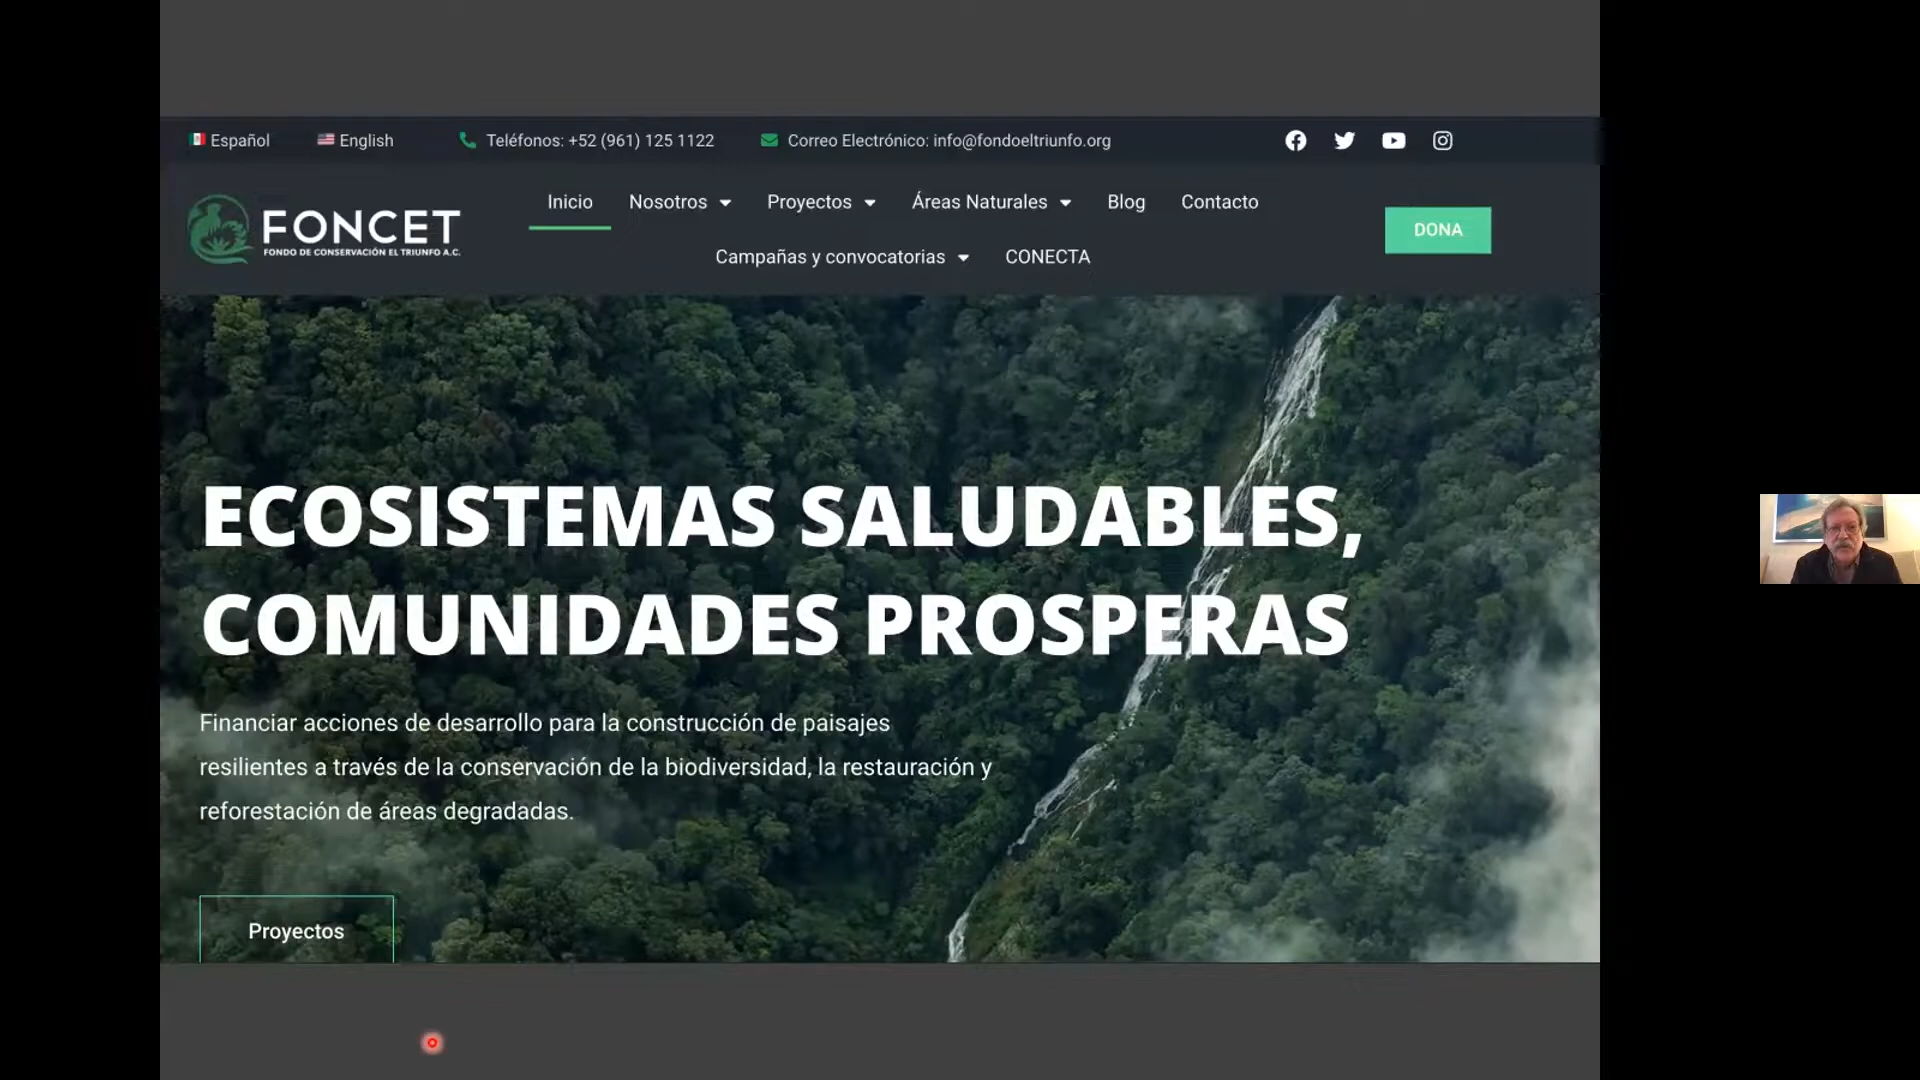 Español English Teléfonos: +52 (961) 125 1122 Correo Electrónico: info@fondoeltriunfo.org
FONCET
FONDO DE CONSERVACIÓN EL TRIUNFO A.C.
Inicio Nosotros Proyectos Áreas Naturales Blog Contacto
Campañas y convocatorias CONECTA
DONA
ECOSISTEMAS SALUDABLES,
COMUNIDADES PROSPERAS
Financiar acciones de desarrollo para la construcción de paisajes
resilientes a través de la conservación de la biodiversidad, la restauración y
reforestación de áreas degradadas.
Proyectos